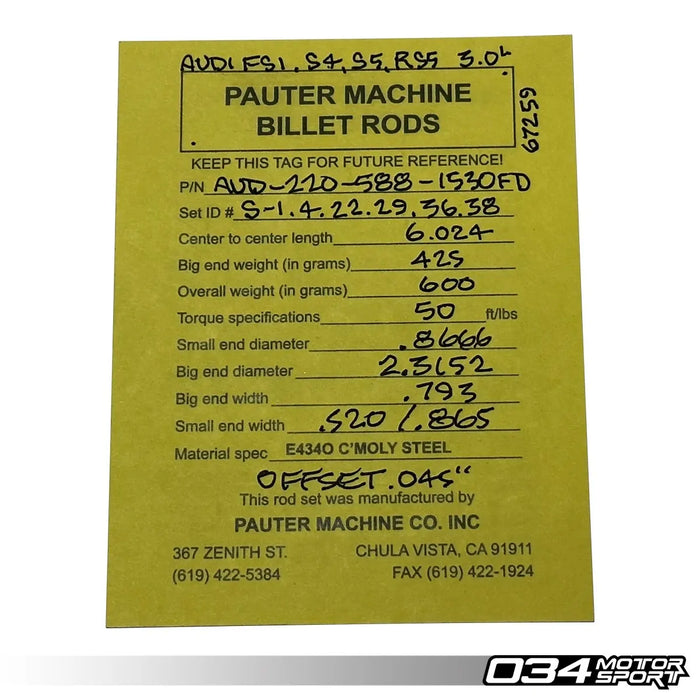 AUDI FSI, S4, S5, RS5 3.0L
PAUTER MACHINE
BILLET RODS
67259
KEEP THIS TAG FOR FUTURE REFERENCE!
P/N AUD-220-588-1530FD
Set ID # S-1.4.22.29.36.38
Center to center length 6.024
Big end weight (in grams) 425
Overall weight (in grams) 600
Torque specifications 50 ft/lbs
Small end diameter .8666
Big end diameter 2.3152
Big end width .793
Small end width .520/.865
Material spec E434O C'MOLY STEEL
OFFSET .045"
This rod set was manufactured by
PAUTER MACHINE CO. INC
367 ZENITH ST. CHULA VISTA, CA 91911
(619) 422-5384 FAX (619) 422-1924
034 MOTOR
SPORT